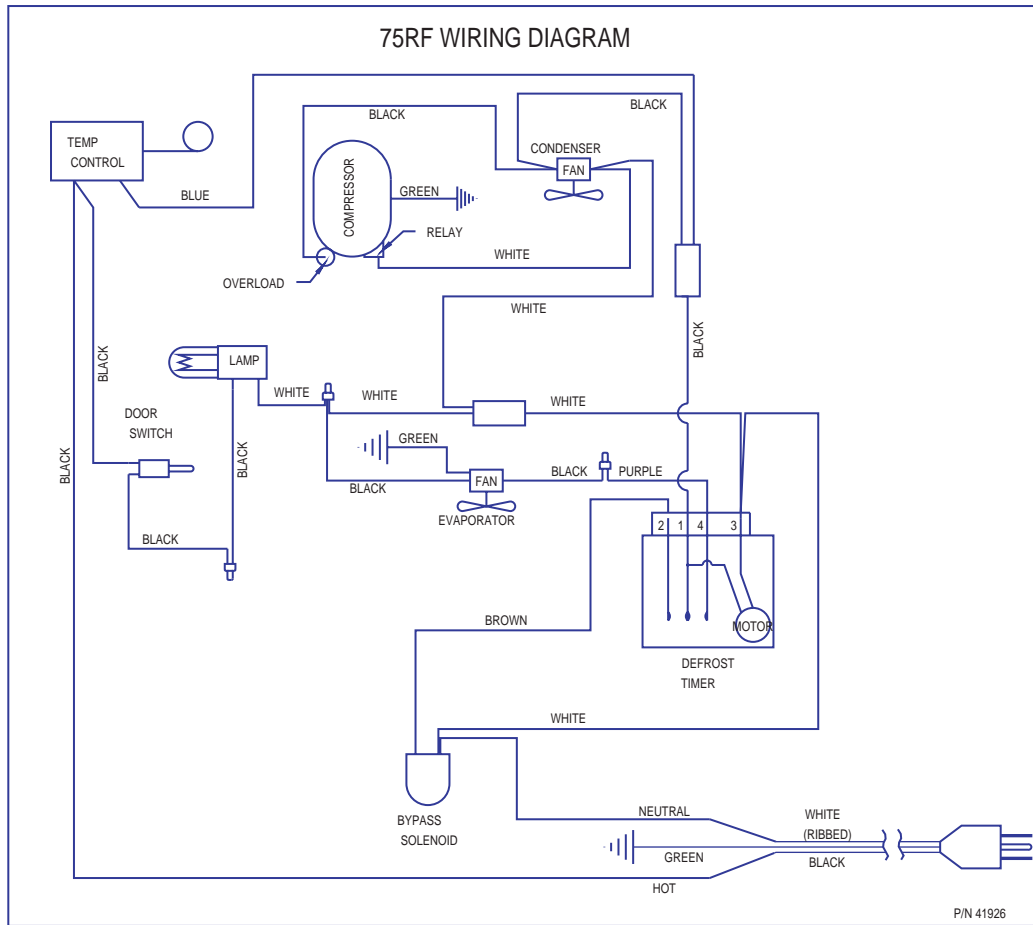 75RF WIRING DIAGRAM
BLACK
BLACK
TEMP
CONTROL
CONDENSER
FAN
BLUE
COMPRESSOR
GREEN
RELAY
WHITE
OVERLOAD
WHITE
BLACK
BLACK
LAMP
WHITE
WHITE
WHITE
DOOR
SWITCH
BLACK
BLACK
GREEN
BLACK
FAN
BLACK
PURPLE
EVAPORATOR
BLACK
2 1 4 3
BROWN
MOTOR
DEFROST
TIMER
WHITE
BYPASS
SOLENOID
NEUTRAL
WHITE
(RIBBED)
GREEN
BLACK
HOT
P/N 41926